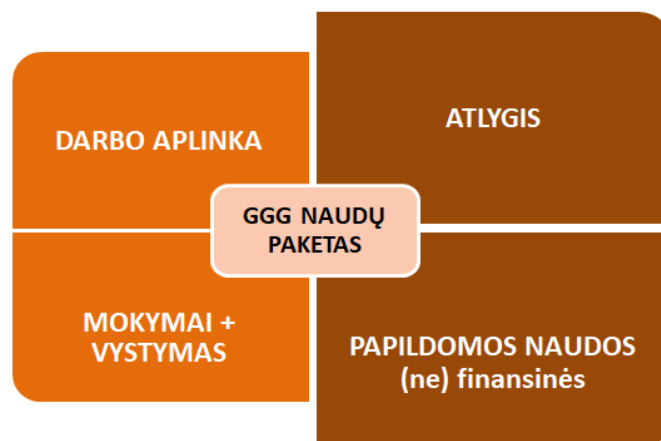 DARBO APLINKA
ATLYGIS
GGG NAUDŲ
PAKETAS
MOKYMAI +
VYSTYMAS
PAPILDOMOS NAUDOS
(ne) finansinės